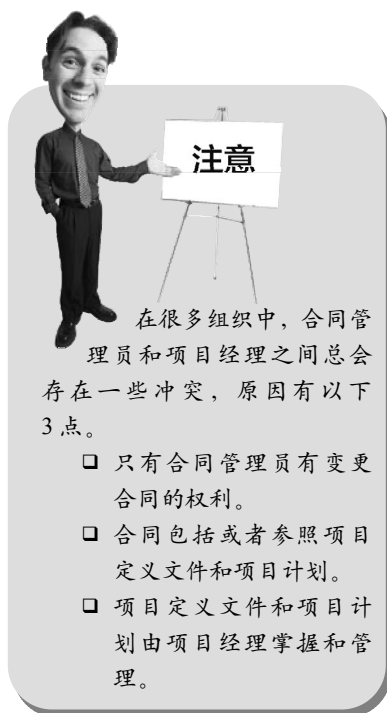 注意
在很多组织中，合同管
理员和项目经理之间总会
存在一些冲突，原因有以下
3点。
❑ 只有合同管理员有变更
合同的权利。
❑ 合同包括或者参照项目
定义文件和项目计划。
❑ 项目定义文件和项目计
划由项目经理掌握和管
理。